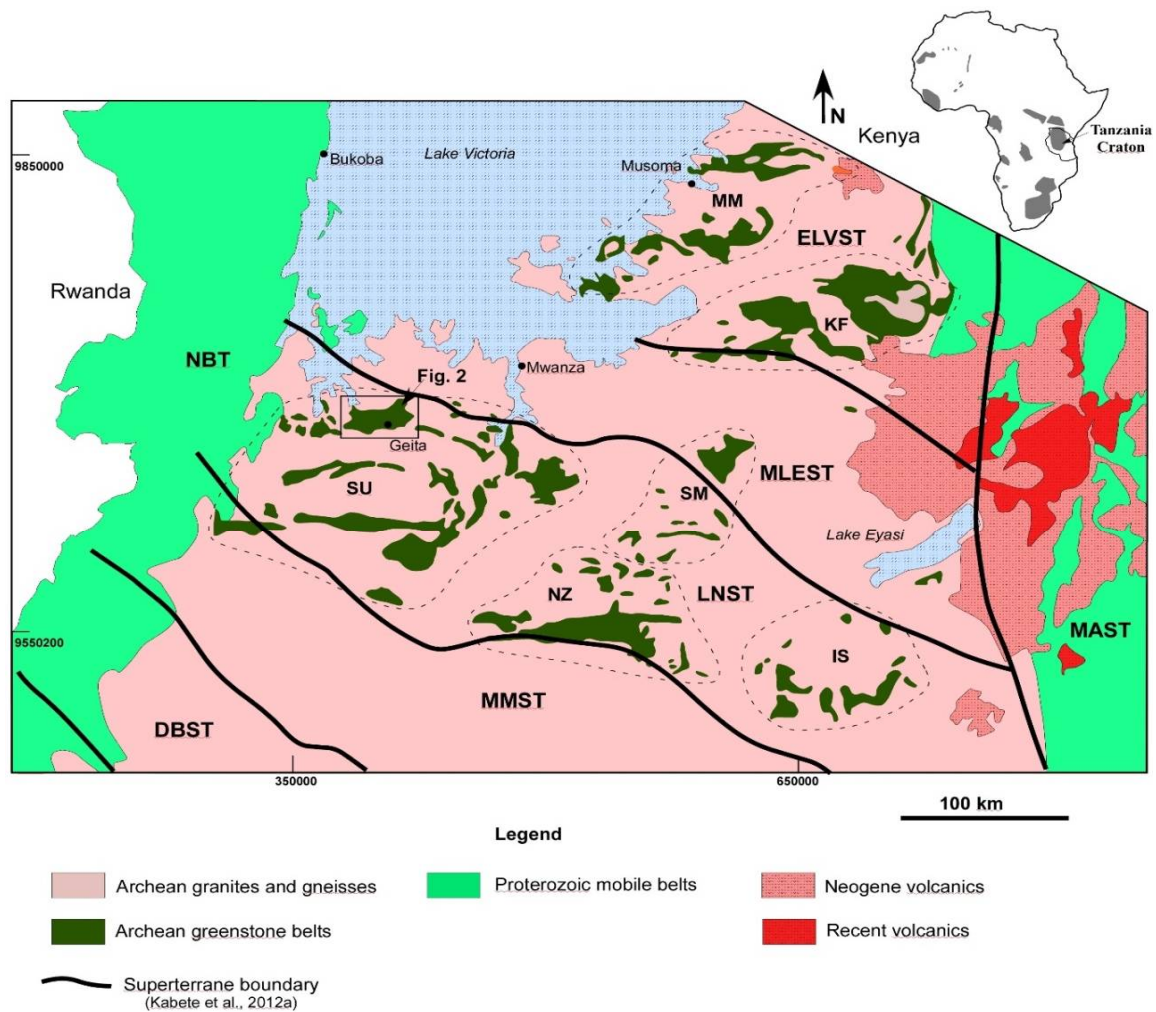 N
Kenya
Tanzania
Craton
9850000
Bukoba
Lake Victoria
Musoma
MM
ELVST
Rwanda
NBT
KF
Mwanza
Fig. 2
Geita
SU
SM
MLEST
Lake Eyasi
NZ
LNST
9550200
IS
MAST
MMST
DBST
350000
650000
100 km
Legend
Archean granites and gneisses
Proterozoic mobile belts
Neogene volcanics
Archean greenstone belts
Recent volcanics
Superterrane boundary
(Kabete et al., 2012a)